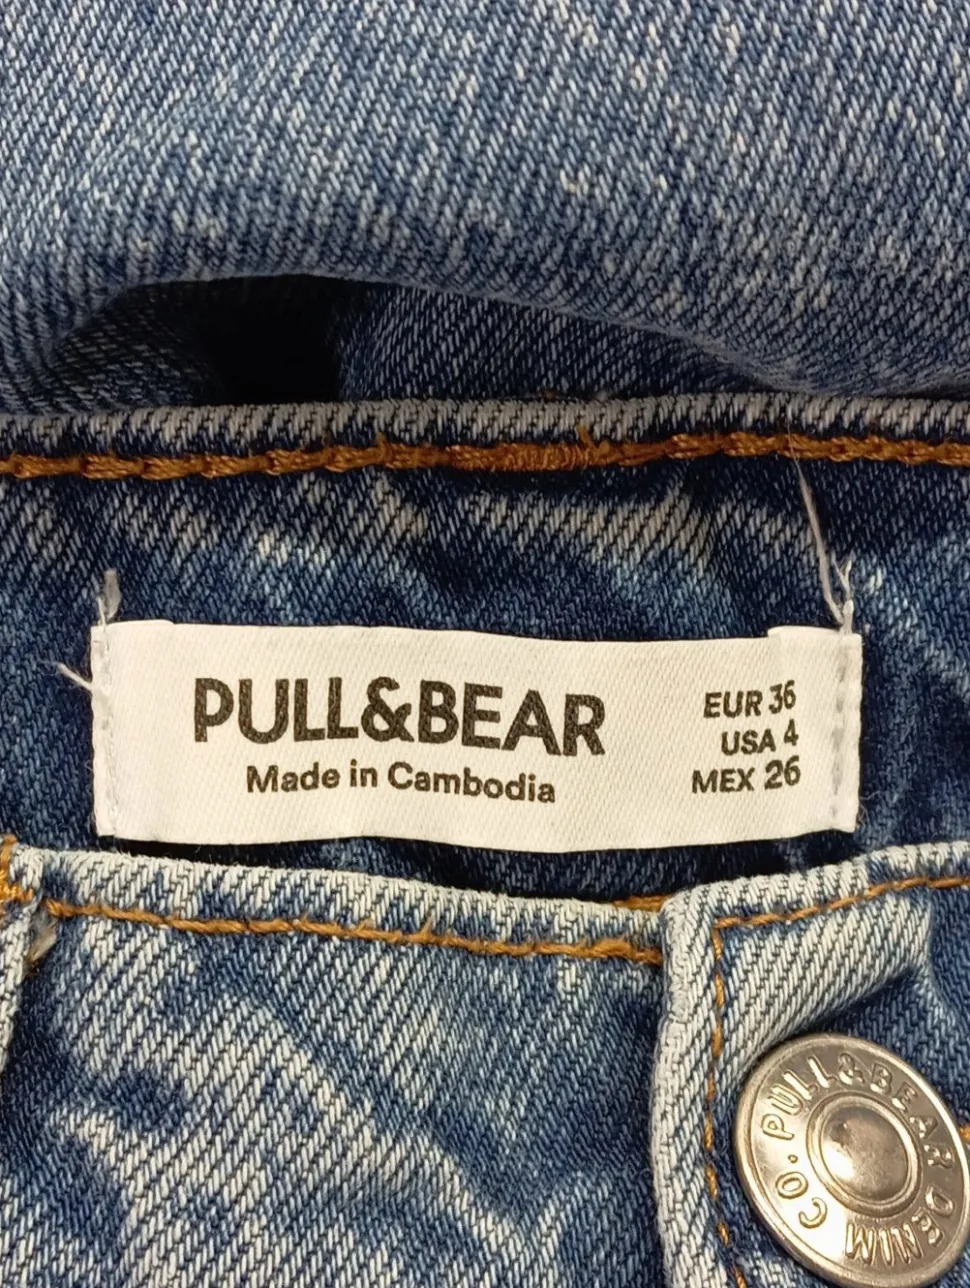 PULL&BEAR
Made in Cambodia
EUR 36
USA 4
MEX 26
PULL&BEAR DENIM CO.